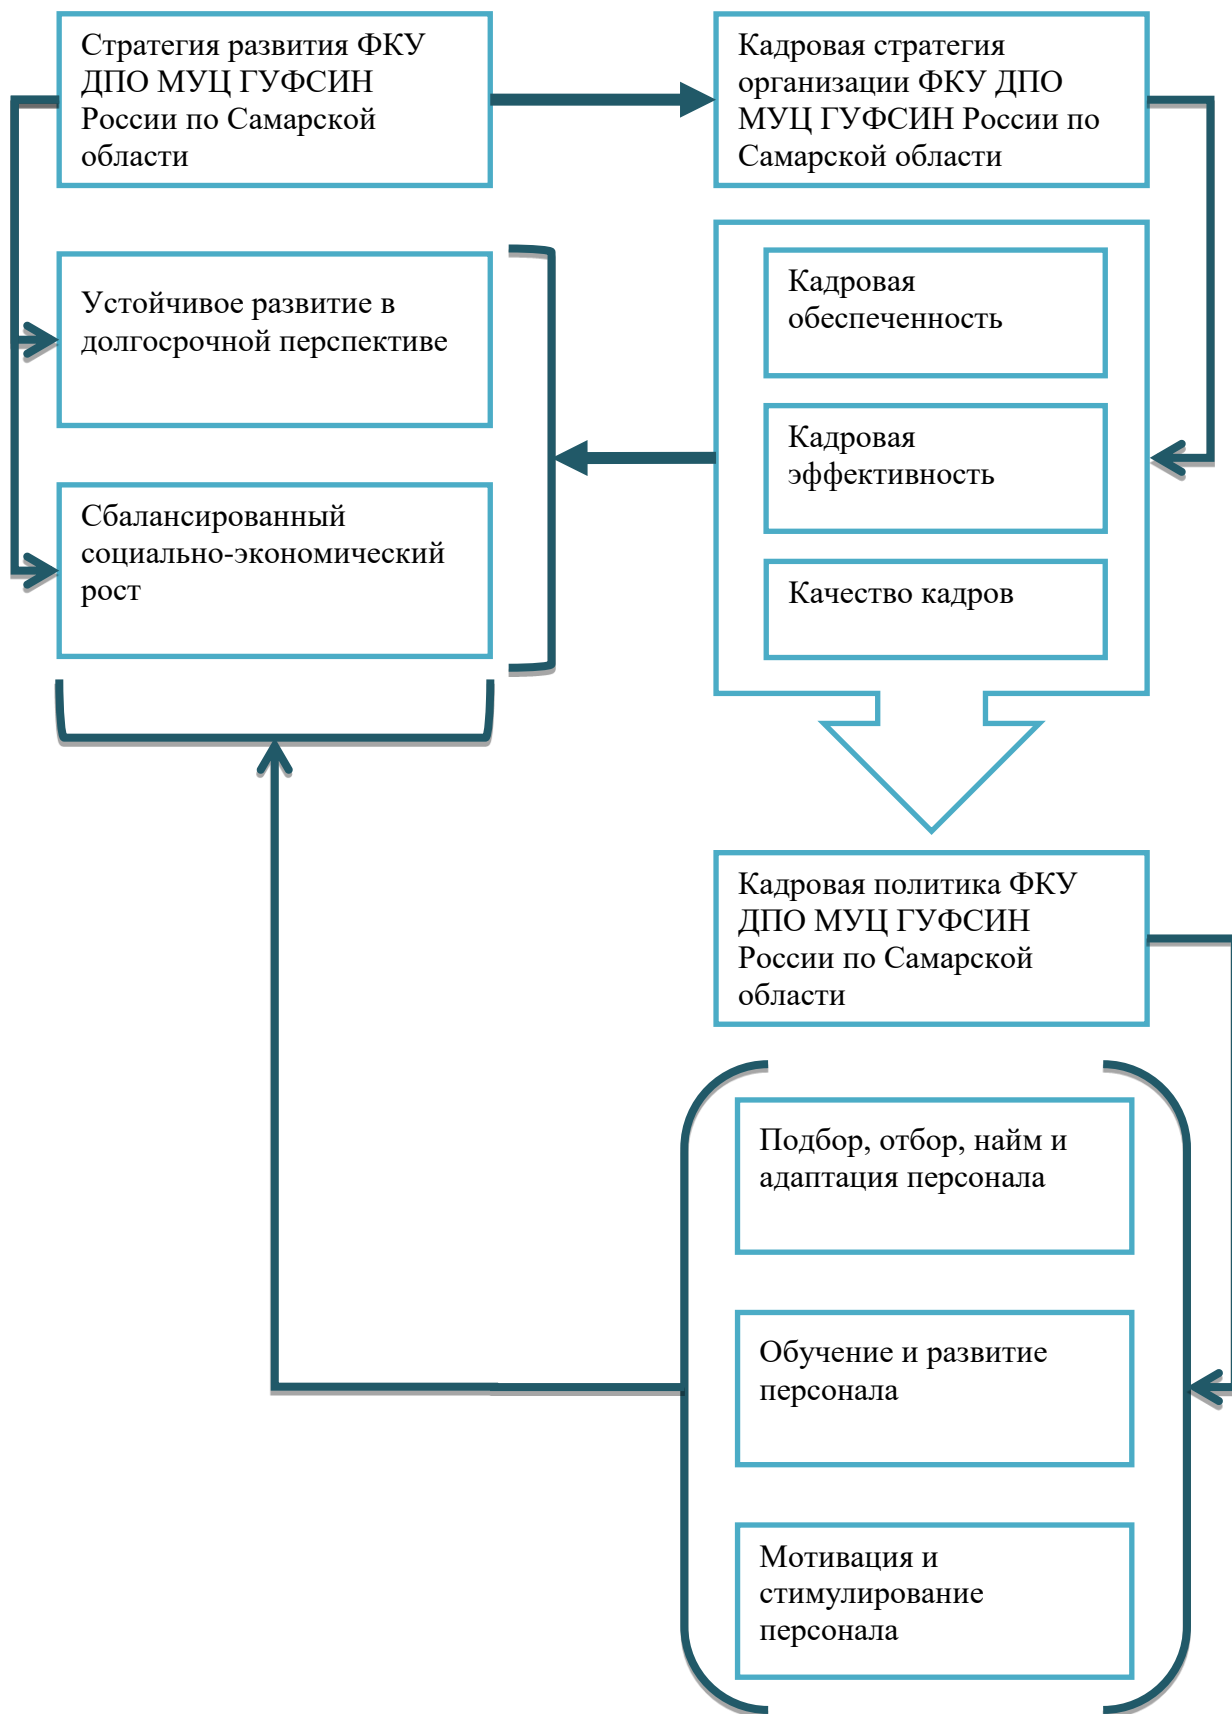 Стратегия развития ФКУ
ДПО МУЦ ГУФСИН
России по Самарской
области
Кадровая стратегия
организации ФКУ ДПО
МУЦ ГУФСИН России по
Самарской области
Устойчивое развитие в
долгосрочной перспективе
Сбалансированный
социально-экономический
рост
Кадровая
обеспеченность
Кадровая
эффективность
Качество кадров
Кадровая политика ФКУ
ДПО МУЦ ГУФСИН
России по Самарской
области
Подбор, отбор, найм и
адаптация персонала
Обучение и развитие
персонала
Мотивация и
стимулирование
персонала